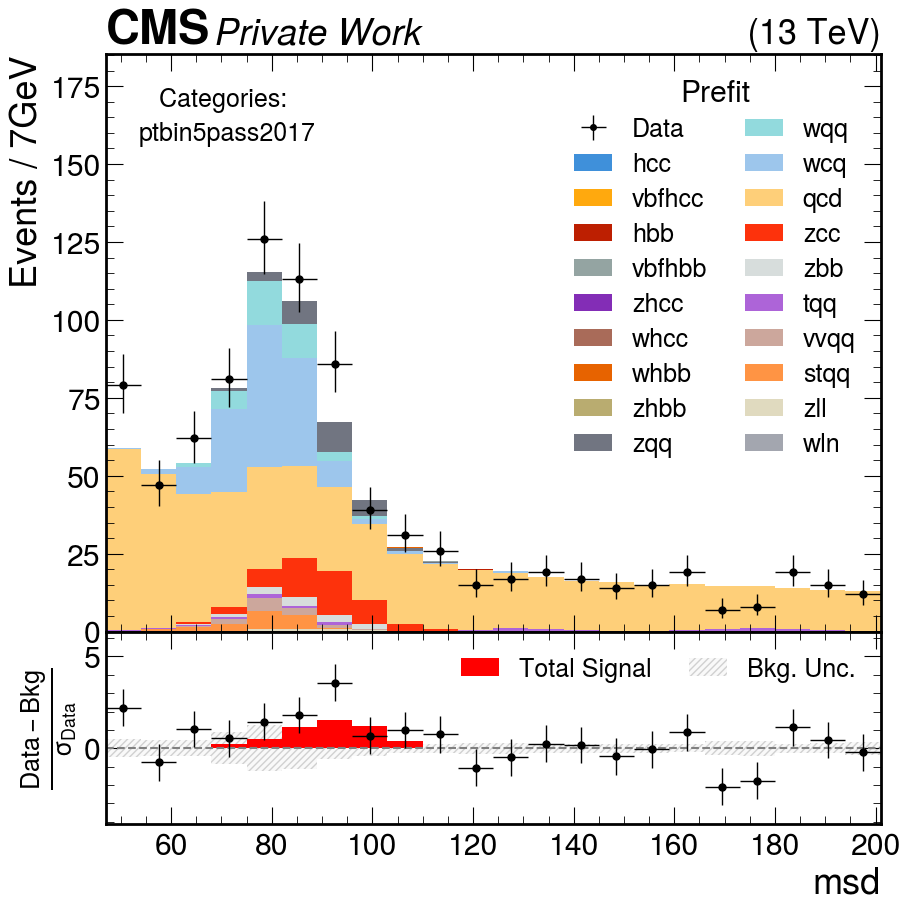 CMS Private Work (13 TeV)
Events / 7GeV
Categories:
ptbin5pass2017
Prefit
Data
hcc
vbfhcc
hbb
vbfhbb
zhcc
whcc
whbb
zhbb
zqq
wqq
wcq
qcd
zcc
zbb
tqq
vvqq
stqq
zll
wln
175
150
125
100
75
50
25
0
Total Signal
Bkg. Unc.
Data − Bkg
σData
5
0
60 80 100 120 140 160 180 200
msd